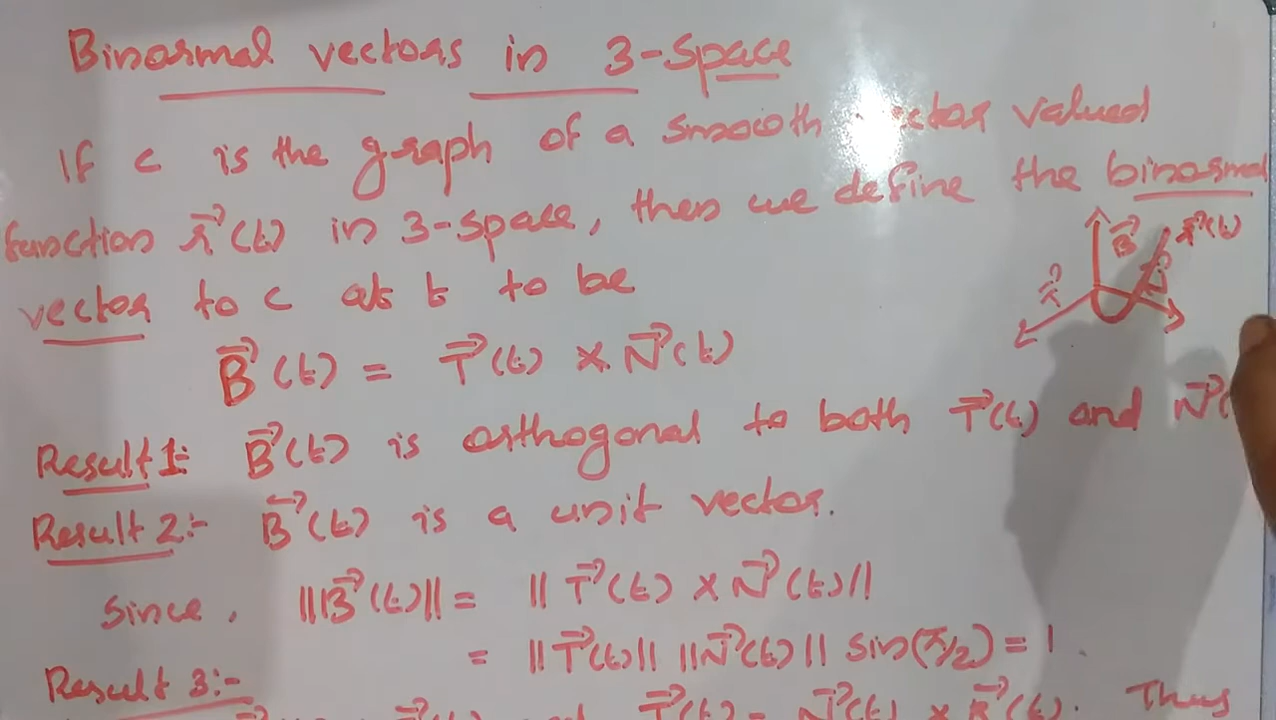 Binormal vectors in 3-space
If c is the graph of a smooth vector valued
function r⃗(t) in 3-space, then we define the binormal
vector to c at t to be
B⃗(t) = T⃗(t) × N⃗(t)
B⃗ r⃗(t)
Result 1: B⃗(t) is orthogonal to both T⃗(t) and N⃗(
Result 2:- B⃗(t) is a unit vector.
Since, ||B⃗(t)|| = || T⃗(t) × N⃗(t)||
= ||T⃗(t)|| ||N⃗(t)|| sin(π/2) = 1
Result 3:-
T⃗(t) = N⃗(t) × B⃗(t). Thus